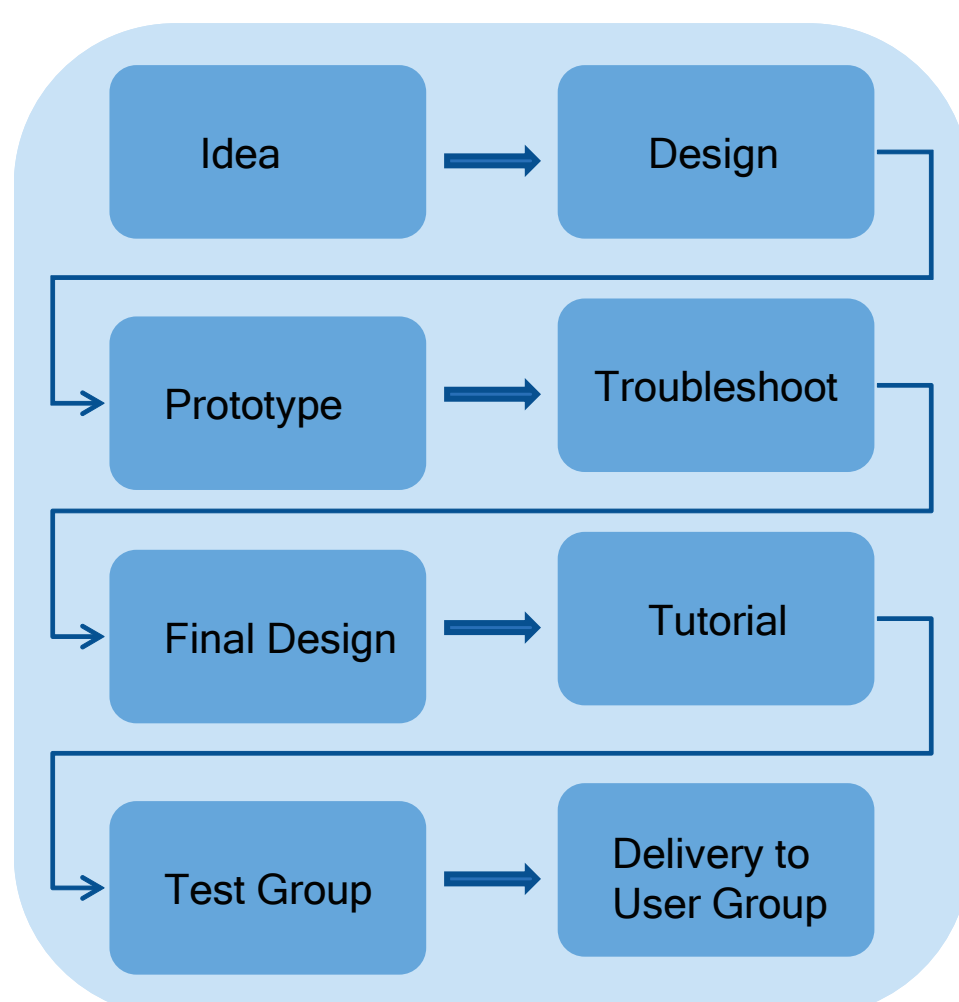 Idea
Design
Prototype
Troubleshoot
Final Design
Tutorial
Test Group
Delivery to
User Group